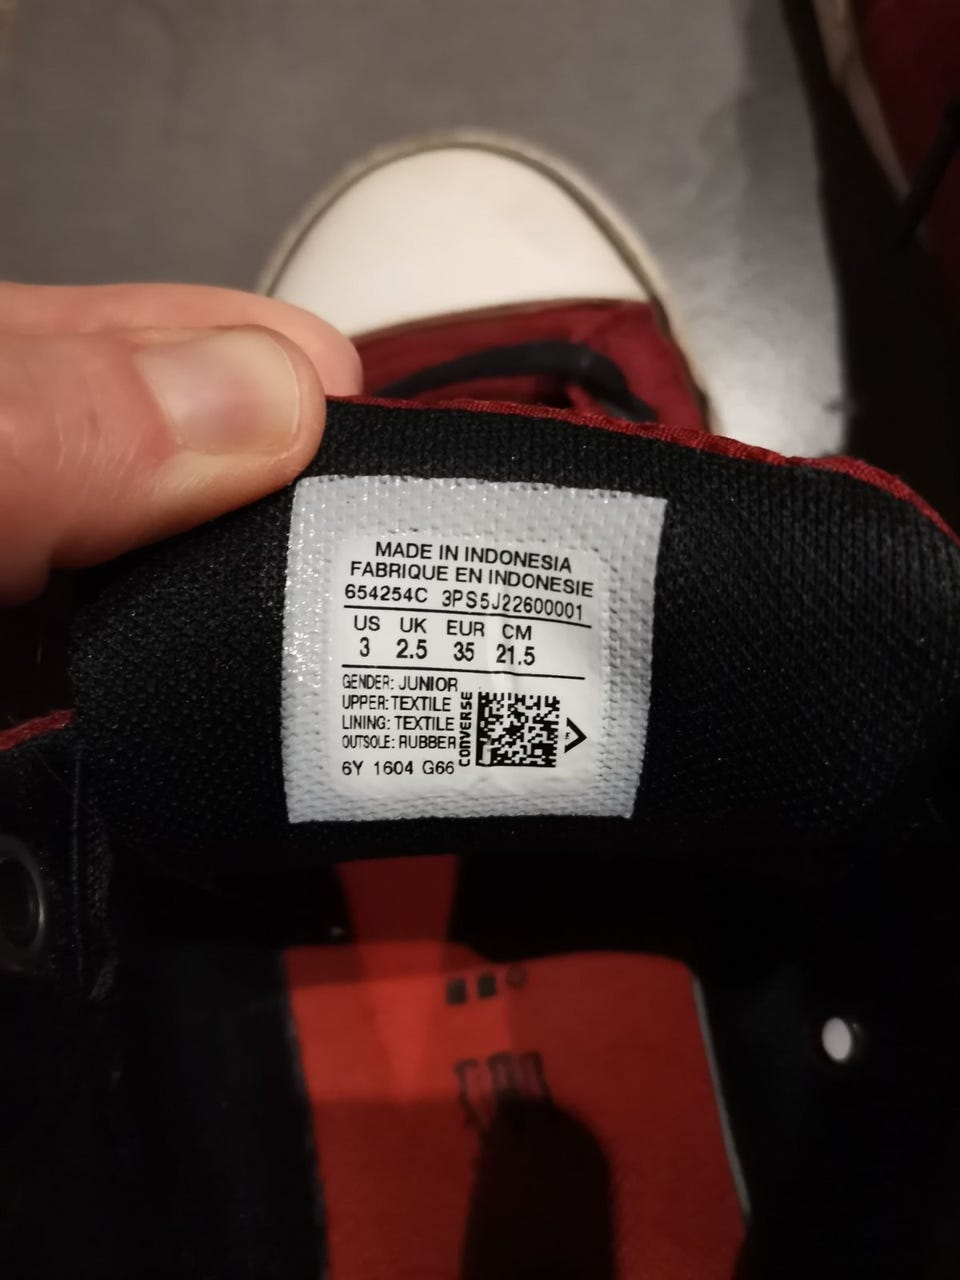 MADE IN INDONESIA
FABRIQUE EN INDONESIE
654254C 3PS5J22600001
US UK EUR CM
3 2.5 35 21.5
GENDER: JUNIOR
UPPER: TEXTILE
LINING: TEXTILE
OUTSOLE: RUBBER
6Y 1604 G66
CONVERSE